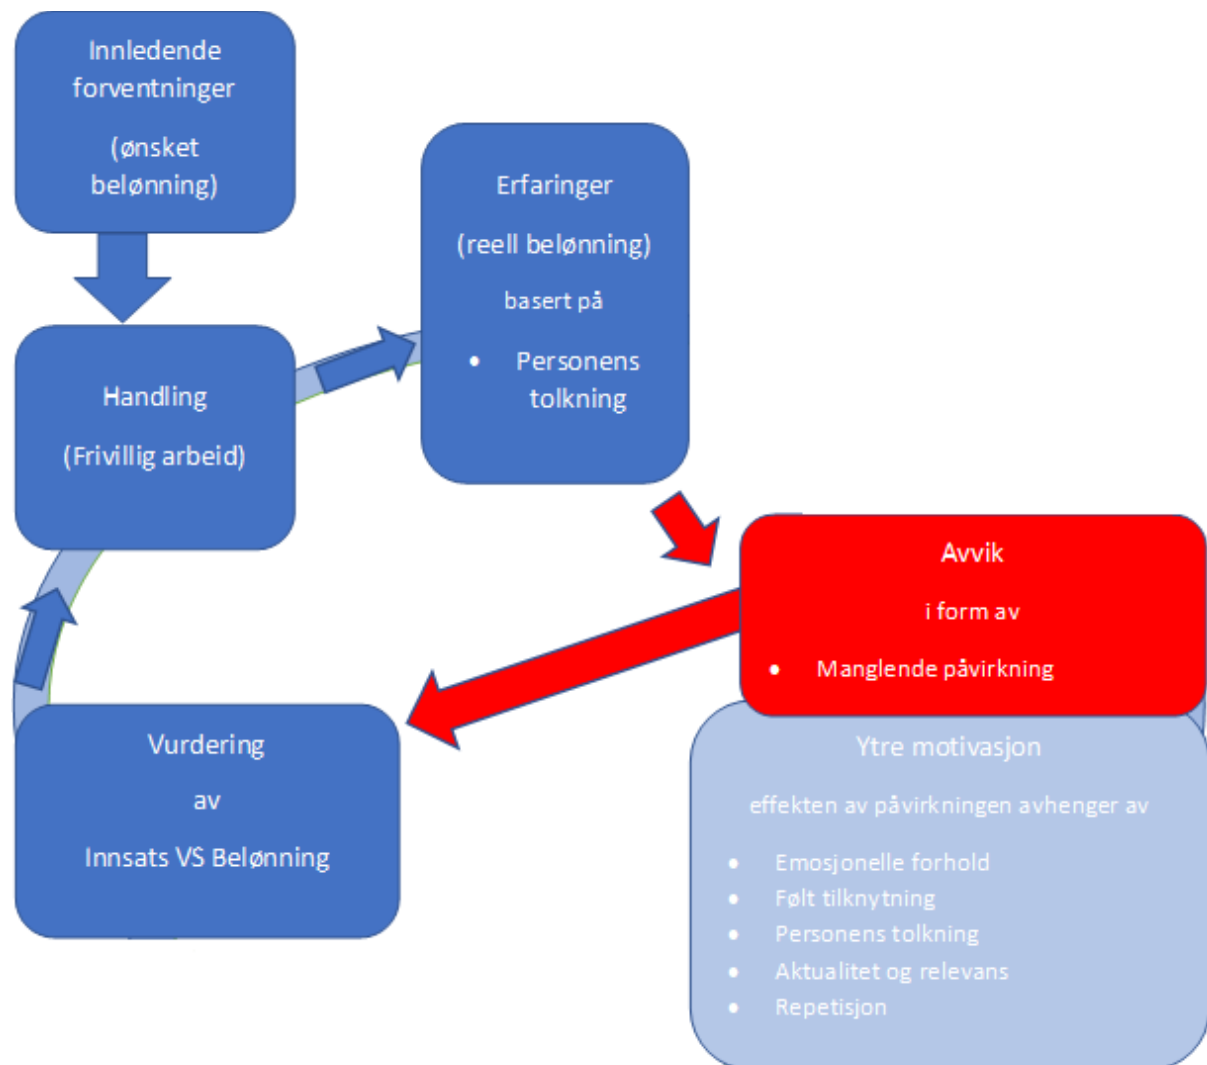 Innledende
forventninger
(ønsket
belønning)
Erfaringer
(reell belønning)
basert på
• Personens
tolkning
Handling
(Frivillig arbeid)
Avvik
i form av
• Manglende påvirkning
Vurdering
av
Innsats VS Belønning
Ytre motivasjon
effekten av påvirkningen avhenger av
• Emosjonelle forhold
• Følt tilknytning
• Personens tolkning
• Aktualitet og relevans
• Repetisjon